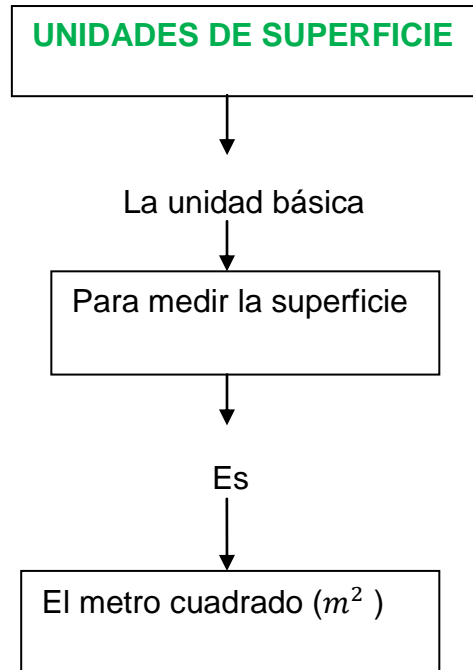 UNIDADES DE SUPERFICIE
La unidad básica
Para medir la superficie
Es
El metro cuadrado (m² )